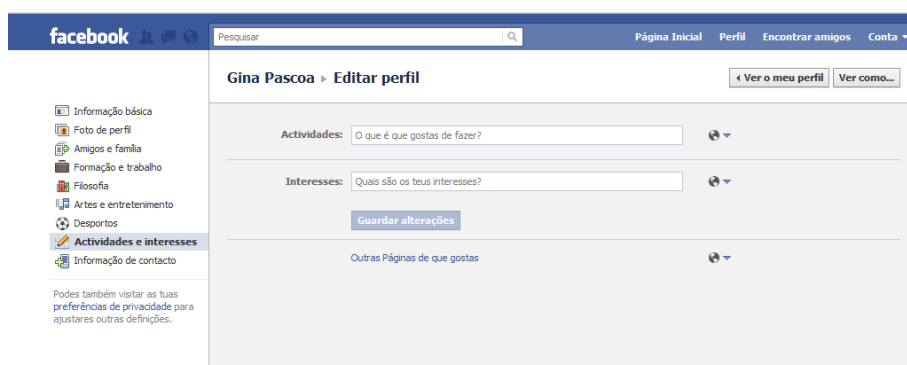 facebook
Pesquisar
Página Inicial Perfil Encontrar amigos Conta
Gina Pascoa ▸ Editar perfil
Ver o meu perfil
Ver como...
Informação básica
Foto de perfil
Amigos e família
Formação e trabalho
Filosofia
Artes e entretenimento
Desportos
Actividades e interesses
Informação de contacto
Podes também visitar as tuas
preferências de privacidade para
ajustares outras definições.
Actividades: O que é que gostas de fazer?
Interesses: Quais são os teus interesses?
Guardar alterações
Outras Páginas de que gostas